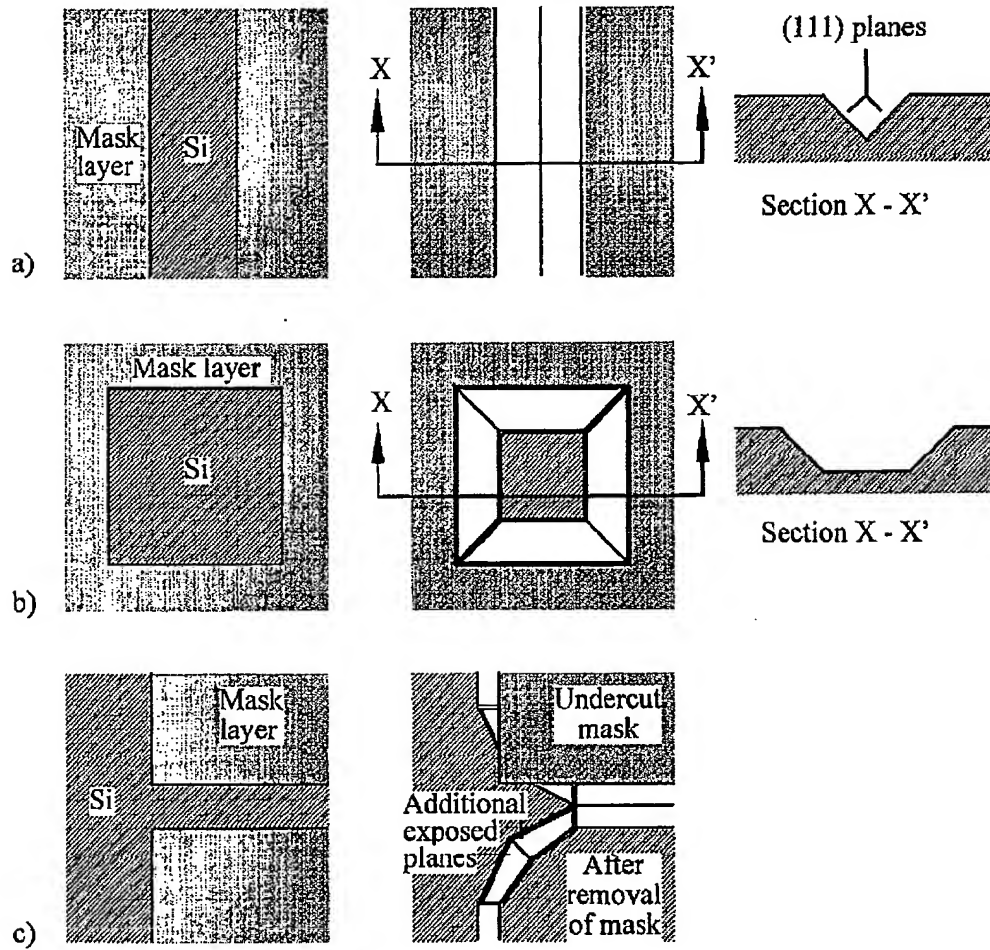 (111) planes
X
X'
Mask
layer
Si
Section X - X'
a)
Mask layer
X
X'
Si
Section X - X'
b)
Mask
layer
Undercut
mask
Si
Additional
exposed
planes
After
removal
of mask
c)